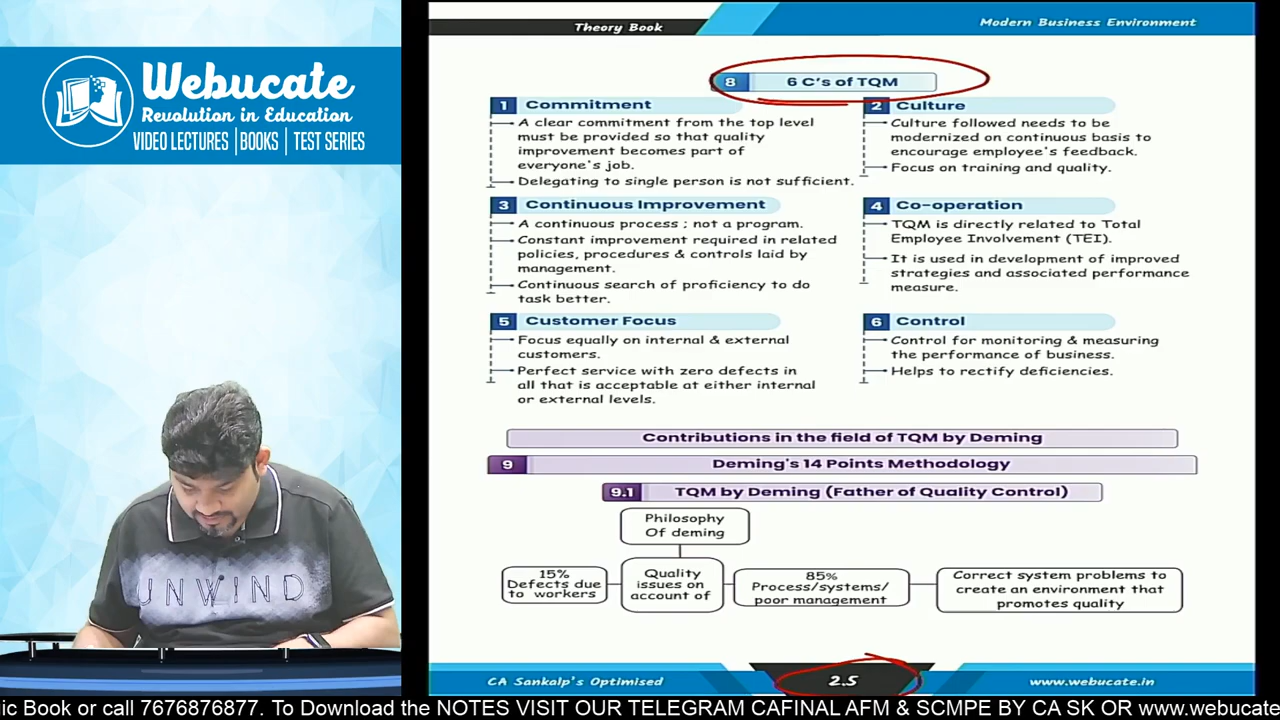 Webucate
Revolution in Education
VIDEO LECTURES |BOOKS | TEST SERIES
UNWIND
Theory Book
Modern Business Environment
8 6 C's of TQM
1 Commitment
A clear commitment from the top level
must be provided so that quality
improvement becomes part of
everyone's job.
Delegating to single person is not sufficient.
2 Culture
Culture followed needs to be
modernized on continuous basis to
encourage employee's feedback.
Focus on training and quality.
3 Continuous Improvement
A continuous process ; not a program.
Constant improvement required in related
policies, procedures & controls laid by
management.
Continuous search of proficiency to do
task better.
4 Co-operation
TQM is directly related to Total
Employee Involvement (TEI).
It is used in development of improved
strategies and associated performance
measure.
5 Customer Focus
Focus equally on internal & external
customers.
Perfect service with zero defects in
all that is acceptable at either internal
or external levels.
6 Control
Control for monitoring & measuring
the performance of business.
Helps to rectify deficiencies.
Contributions in the field of TQM by Deming
9 Deming's 14 Points Methodology
9.1 TQM by Deming (Father of Quality Control)
Philosophy
Of deming
15%
Defects due
to workers
Quality
issues on
account of
85%
Process/systems/
poor management
Correct system problems to
create an environment that
promotes quality
CA Sankalp's Optimised
2.5
www.webucate.in
ic Book or call 7676876877. To Download the NOTES VISIT OUR TELEGRAM CAFINAL AFM & SCMPE BY CA SK OR www.webucate